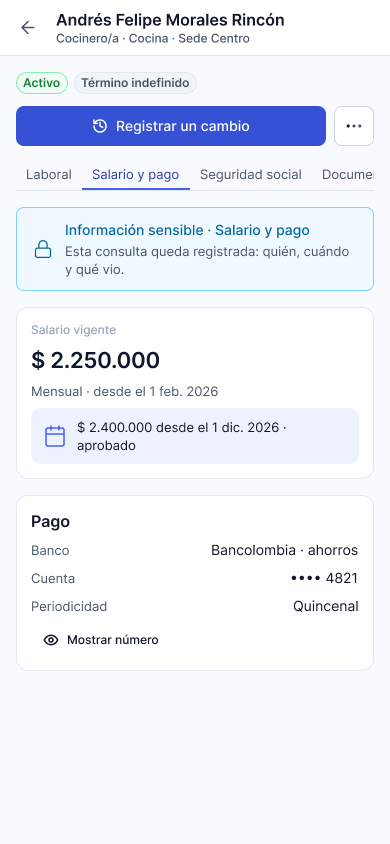 Andrés Felipe Morales Rincón
Cocinero/a · Cocina · Sede Centro
Activo
Término indefinido
Registrar un cambio
Laboral
Salario y pago
Seguridad social
Documen
Información sensible · Salario y pago
Esta consulta queda registrada: quién, cuándo
y qué vio.
Salario vigente
$ 2.250.000
Mensual · desde el 1 feb. 2026
$ 2.400.000 desde el 1 dic. 2026 ·
aprobado
Pago
Banco
Bancolombia · ahorros
Cuenta
•••• 4821
Periodicidad
Quincenal
Mostrar número